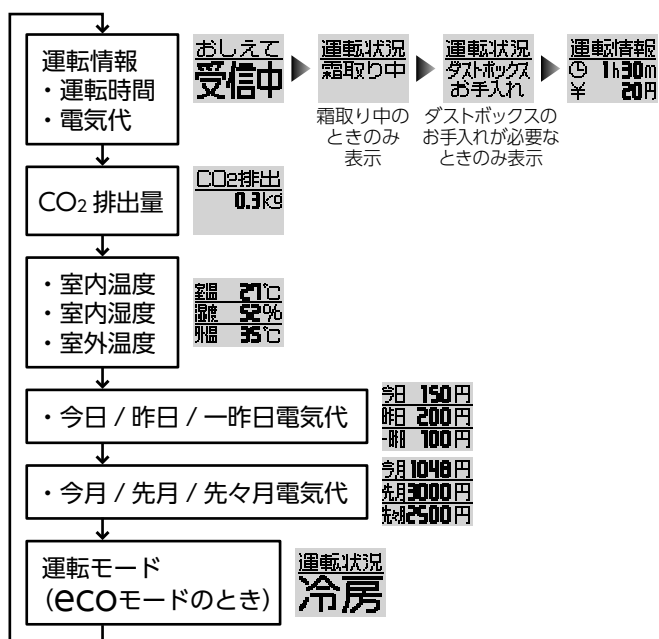 運転情報
・運転時間
・電気代
おしえて
受信中
運転状況
霜取り中
運転状況
ダストボックス
お手入れ
運転情報
1h30m
¥ 20円
霜取り中の
ときのみ
表示
ダストボックスの
お手入れが必要な
ときのみ表示
CO₂ 排出量
CO2排出
0.3kg
・室内温度
・室内湿度
・室外温度
室温 27℃
湿度 52%
外温 35℃
・今日 / 昨日 / 一昨日電気代
今日 150円
昨日 200円
一昨日 100円
・今月 / 先月 / 先々月電気代
今月1048円
先月3000円
先々月2500円
運転モード
(ecoモードのとき)
運転状況
冷房